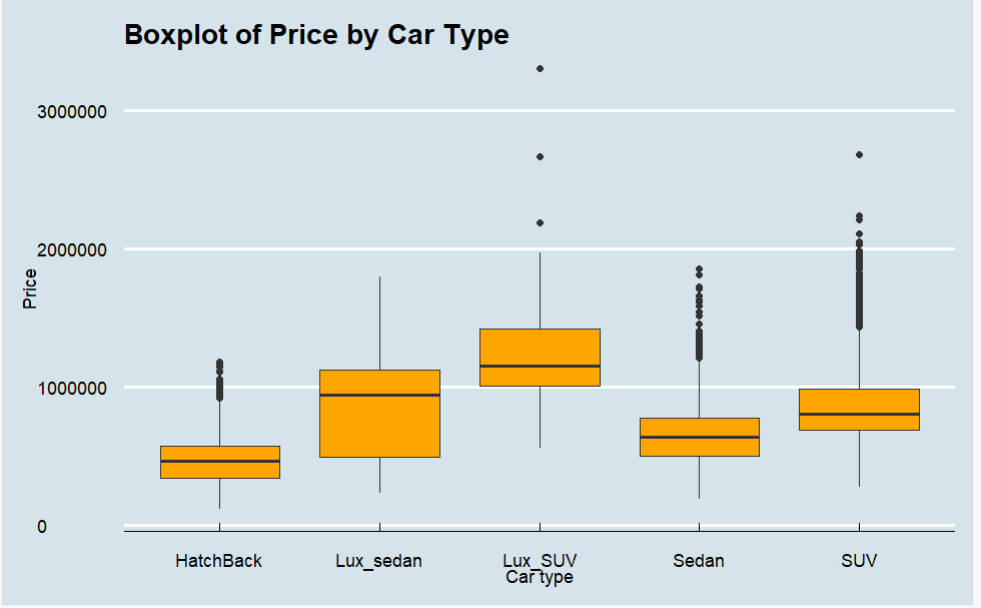 Boxplot of Price by Car Type
3000000
2000000
Price
1000000
0
HatchBack Lux_sedan Lux_SUV Sedan SUV
Car type